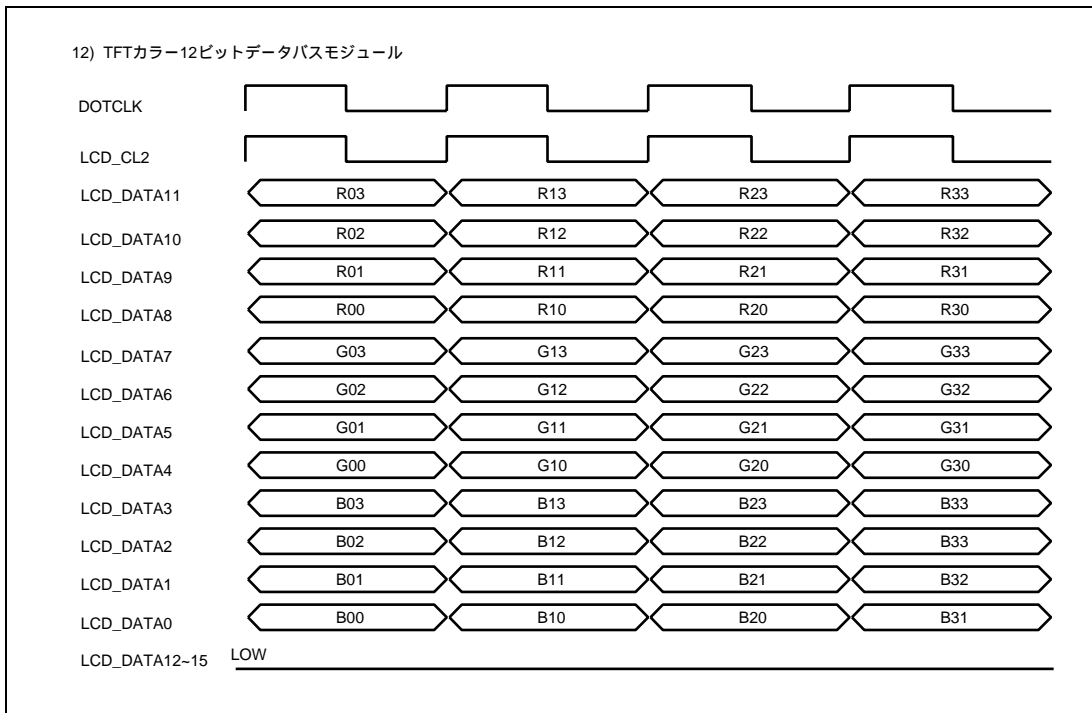 12) TFTカラー12ビットデータバスモジュール
DOTCLK
LCD_CL2
LCD_DATA11 R03 R13 R23 R33
LCD_DATA10 R02 R12 R22 R32
LCD_DATA9 R01 R11 R21 R31
LCD_DATA8 R00 R10 R20 R30
LCD_DATA7 G03 G13 G23 G33
LCD_DATA6 G02 G12 G22 G32
LCD_DATA5 G01 G11 G21 G31
LCD_DATA4 G00 G10 G20 G30
LCD_DATA3 B03 B13 B23 B33
LCD_DATA2 B02 B12 B22 B33
LCD_DATA1 B01 B11 B21 B32
LCD_DATA0 B00 B10 B20 B31
LCD_DATA12~15 LOW